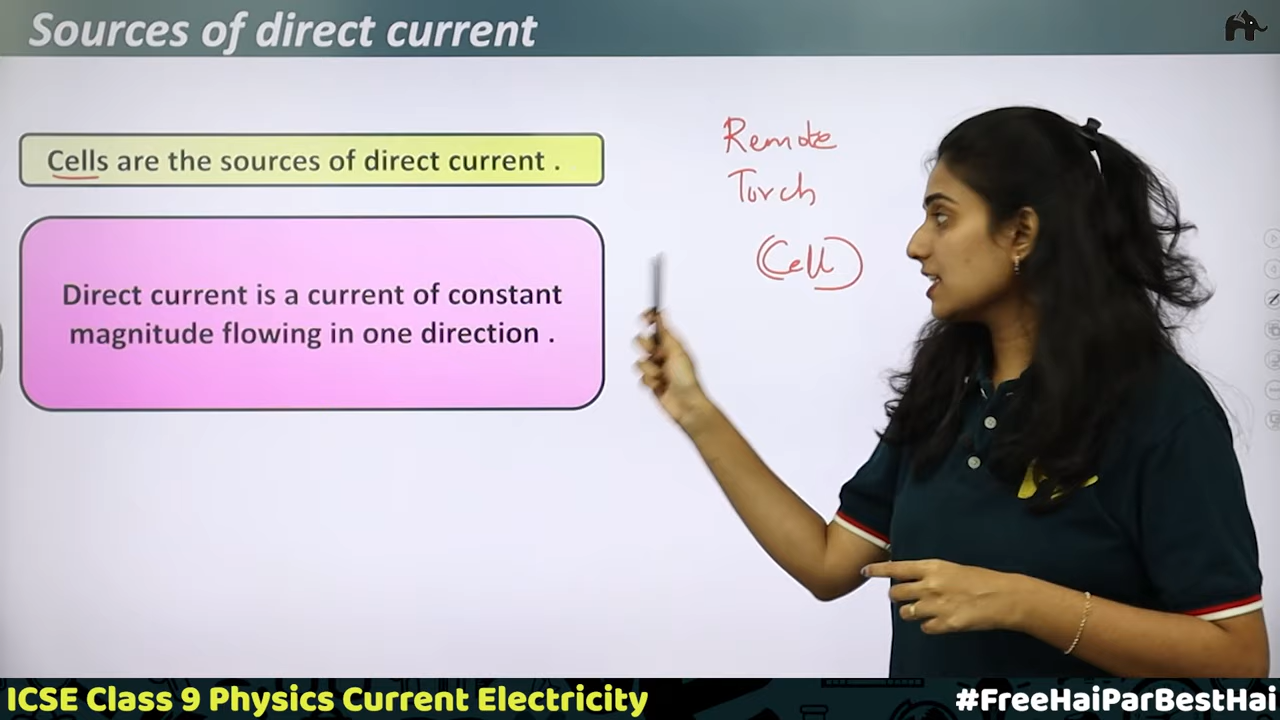 Sources of direct current
Cells are the sources of direct current .
Direct current is a current of constant
magnitude flowing in one direction .
Remote
Torch
Cell
ICSE Class 9 Physics Current Electricity
#FreeHaiParBestHai